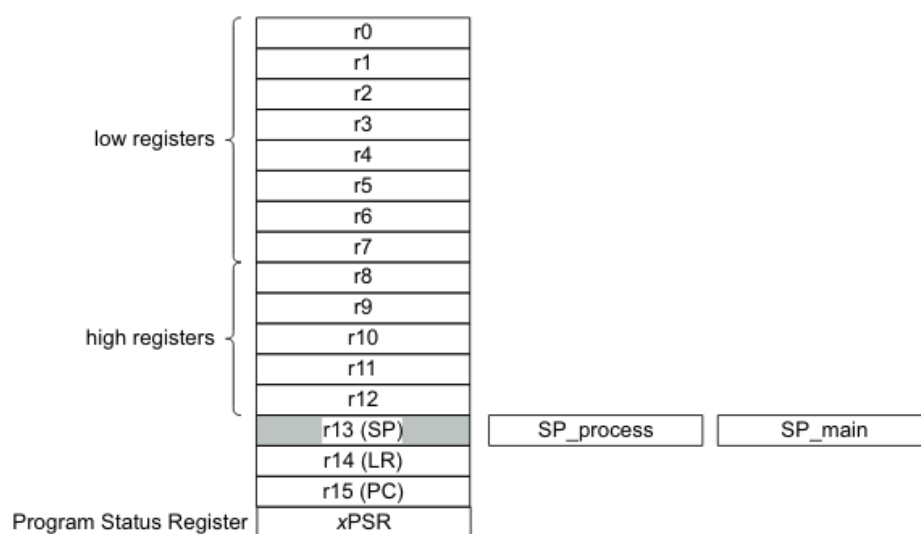 r0
r1
r2
r3
low registers
r4
r5
r6
r7
r8
r9
high registers
r10
r11
r12
r13 (SP) SP_process SP_main
r14 (LR)
r15 (PC)
Program Status Register xPSR